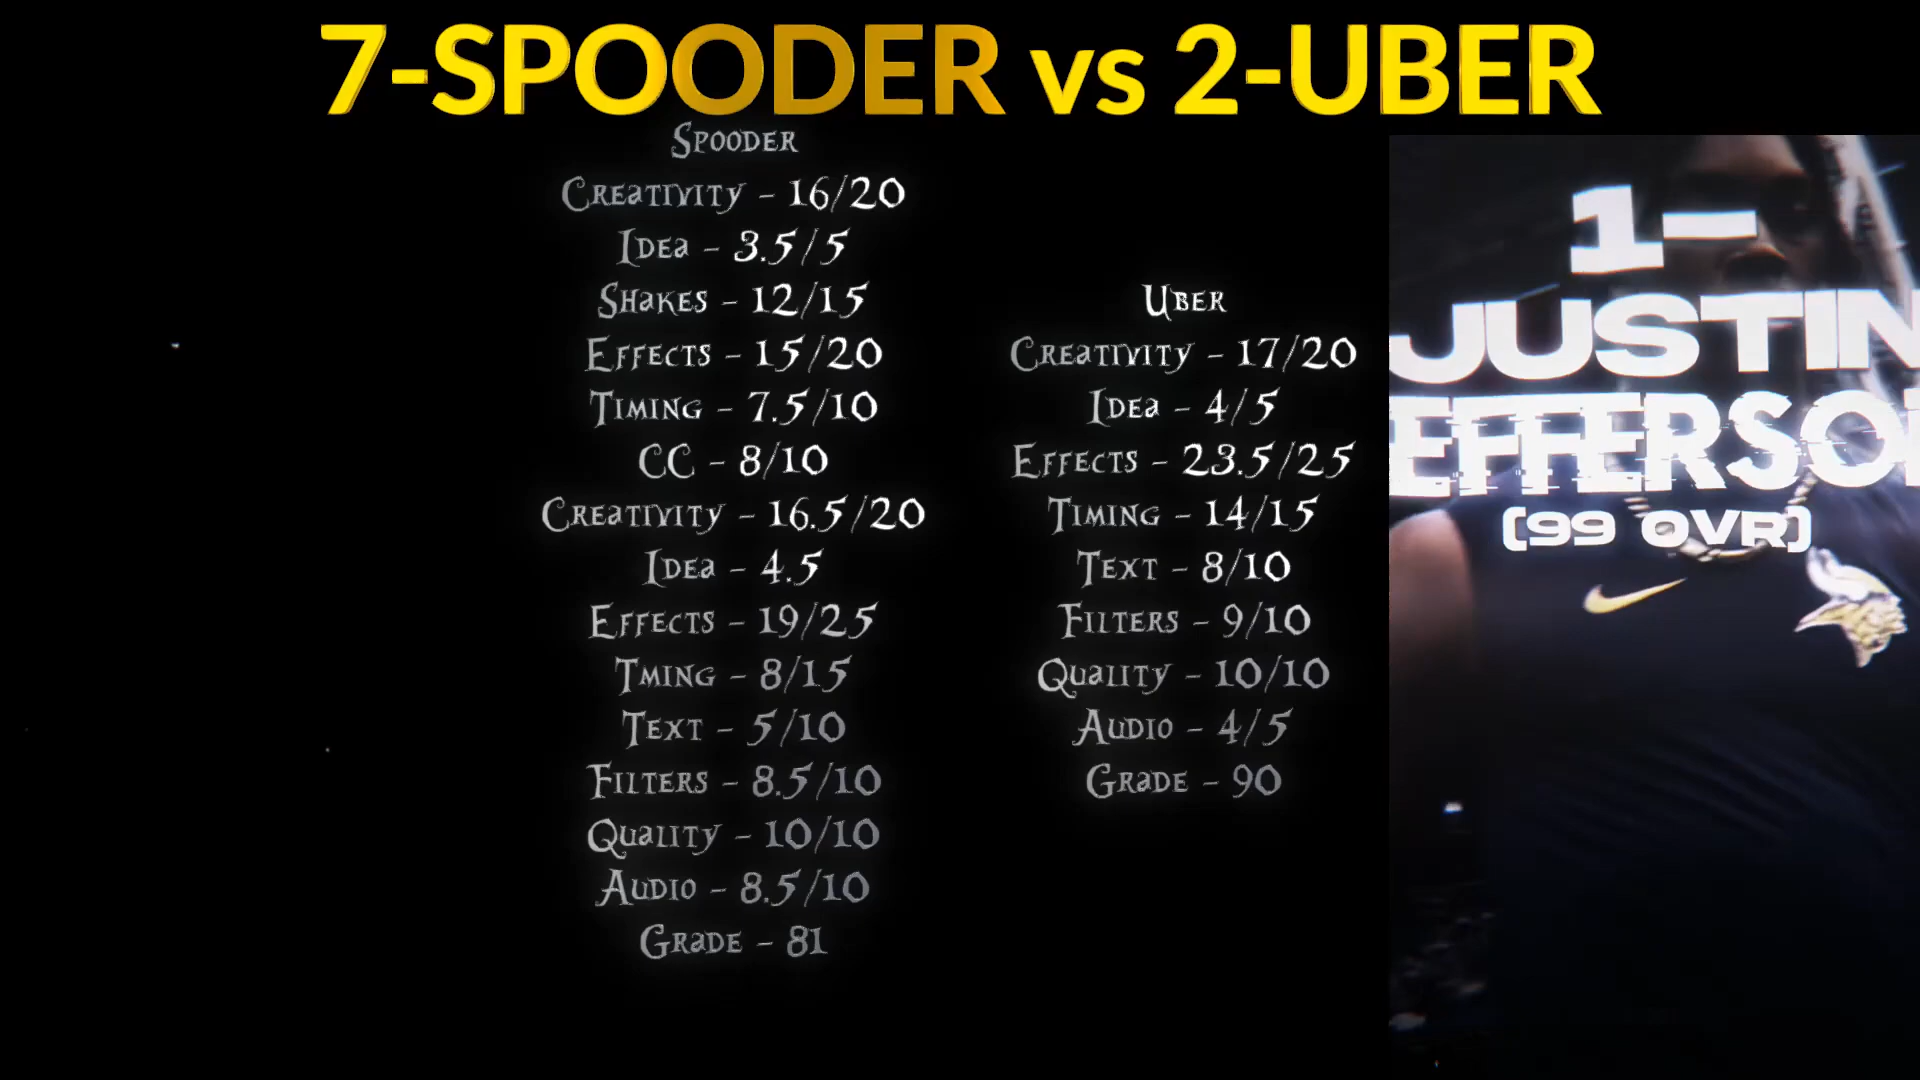 7-SPOODER vs 2-UBER
Spooder
Creativity - 16/20
Idea - 3.5/5
Shakes - 12/15
Effects - 15/20
Timing - 7.5/10
CC - 8/10
Creativity - 16.5/20
Idea - 4.5
Effects - 19/25
Tming - 8/15
Text - 5/10
Filters - 8.5/10
Quality - 10/10
Audio - 8.5/10
Grade - 81
Uber
Creativity - 17/20
Idea - 4/5
Effects - 23.5/25
Timing - 14/15
Text - 8/10
Filters - 9/10
Quality - 10/10
Audio - 4/5
Grade - 90
1-
JUSTIN
EFFERSO
(99 OVR)